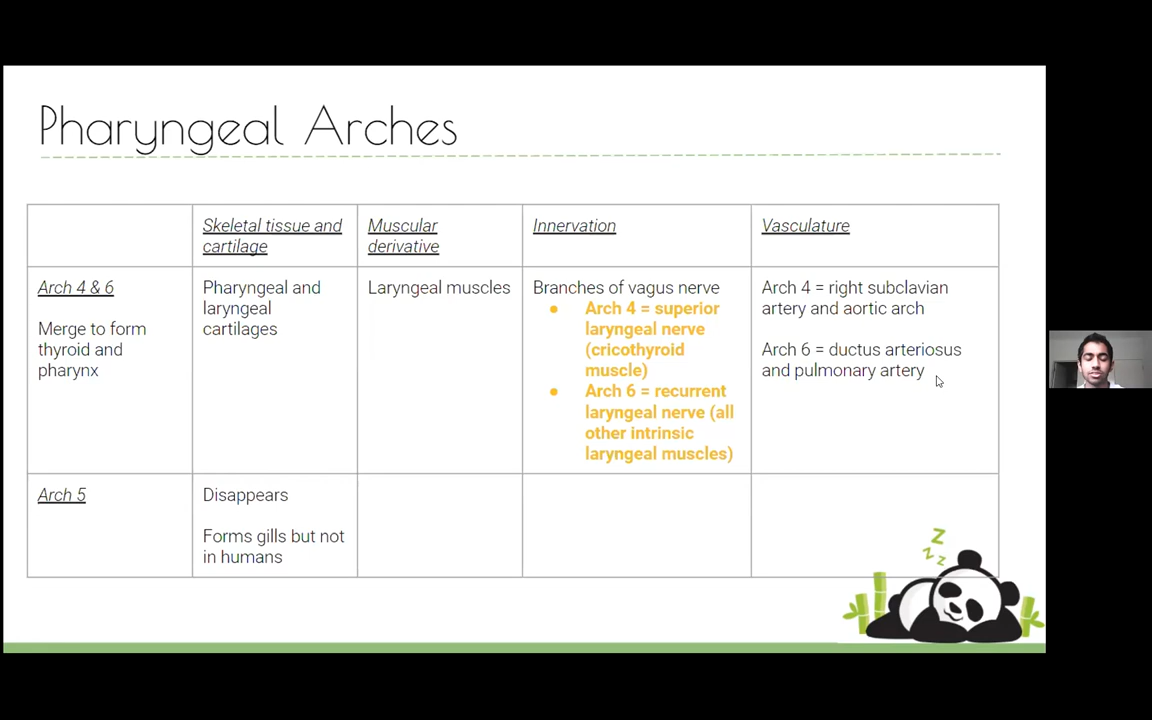 Pharyngeal Arches
Skeletal tissue and
cartilage
Muscular
derivative
Innervation
Vasculature
Arch 4 & 6
Merge to form
thyroid and
pharynx
Pharyngeal and
laryngeal
cartilages
Laryngeal muscles
Branches of vagus nerve
● Arch 4 = superior
laryngeal nerve
(cricothyroid
muscle)
● Arch 6 = recurrent
laryngeal nerve (all
other intrinsic
laryngeal muscles)
Arch 4 = right subclavian
artery and aortic arch
Arch 6 = ductus arteriosus
and pulmonary artery
Arch 5
Disappears
Forms gills but not
in humans
Z
z z